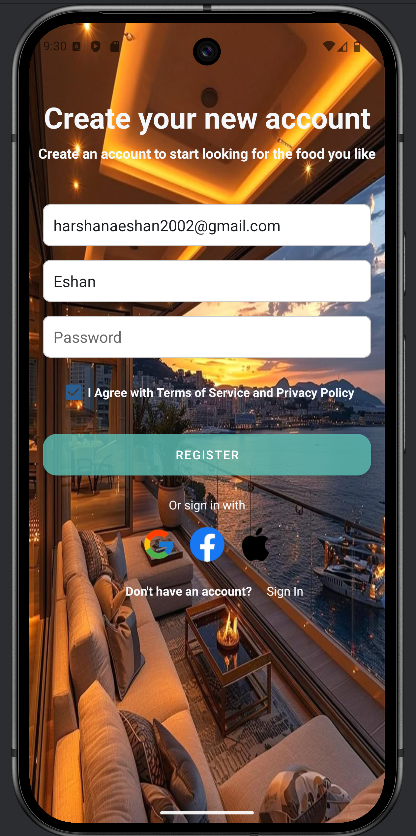 9:30
Create your new account
Create an account to start looking for the food you like
harshanaeshan2002@gmail.com
Eshan
Password
I Agree with Terms of Service and Privacy Policy
REGISTER
Or sign in with
Don't have an account? Sign In